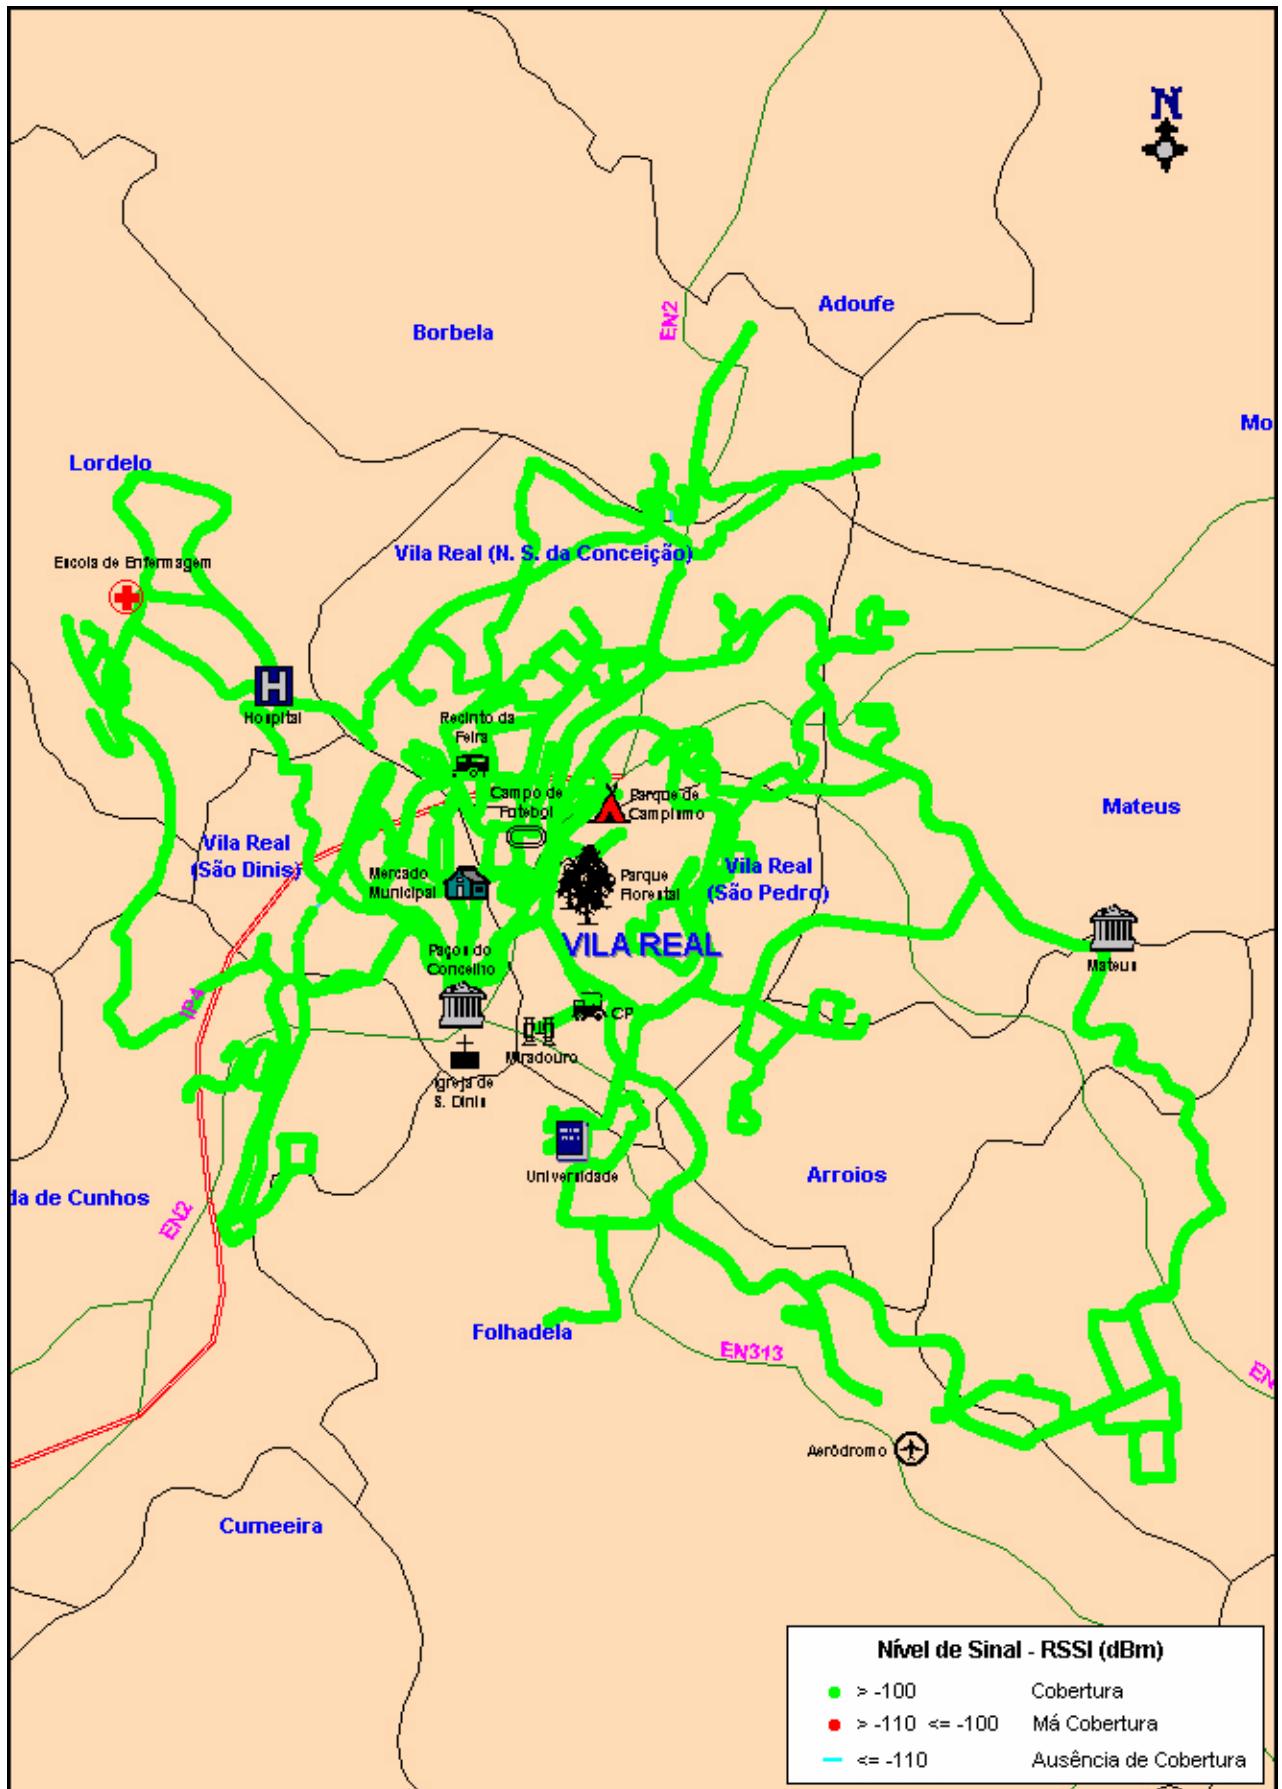 N
Adoufe
EN2
Borbela
Mo
Lordelo
Vila Real (N. S. da Conceição)
Escola de Enfermagem
H
Hospital
Recinto da
Feira
Campo de
Futebol
Parque de
Campismo
Mateus
Vila Real
(São Dinis)
Mercado
Municipal
Parque
Florestal
Vila Real
(São Pedro)
VILA REAL
Paços do
Concelho
Mateus
IP4
CP
Miradouro
Igreja de
S. Dinis
Universidade
Arroios
da de Cunhos
EN2
Folhadela
EN313
EN
Aeródromo
Cumeeira
Nível de Sinal - RSSI (dBm)
> -100 Cobertura
> -110 <= -100 Má Cobertura
<= -110 Ausência de Cobertura